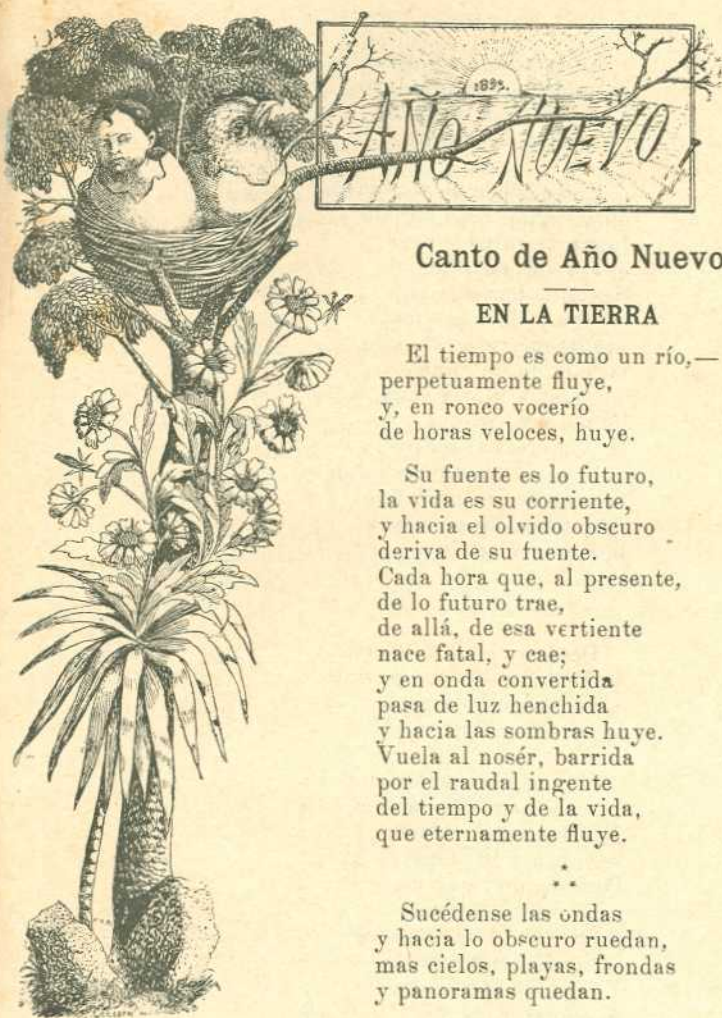 AÑO NUEVO
Canto de Año Nuevo
EN LA TIERRA
El tiempo es como un río,—
perpetuamente fluye,
y, en ronco vocerío
de horas veloces, huye.
Su fuente es lo futuro,
la vida es su corriente,
y hacia el olvido obscuro
deriva de su fuente.
Cada hora que, al presente,
de lo futuro trae,
de allá, de esa vertiente
nace fatal, y cae;
y en onda convertida
pasa de luz henchida
y hacia las sombras huye.
Vuela al nosér, barrida
por el raudal ingente
del tiempo y de la vida,
que eternamente fluye.
Sucédense las ondas
y hacia lo obscuro ruedan,
mas cielos, playas, frondas
y panoramas quedan.